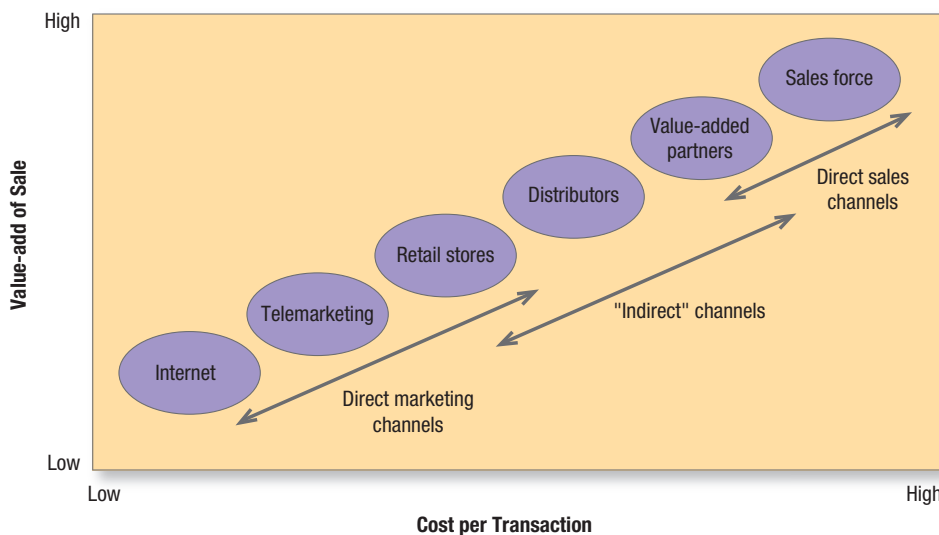 High
Sales force
Value-added
partners
Direct sales
channels
Distributors
Retail stores
"Indirect" channels
Telemarketing
Internet
Direct marketing
channels
Value-add of Sale
Low
Low
High
Cost per Transaction